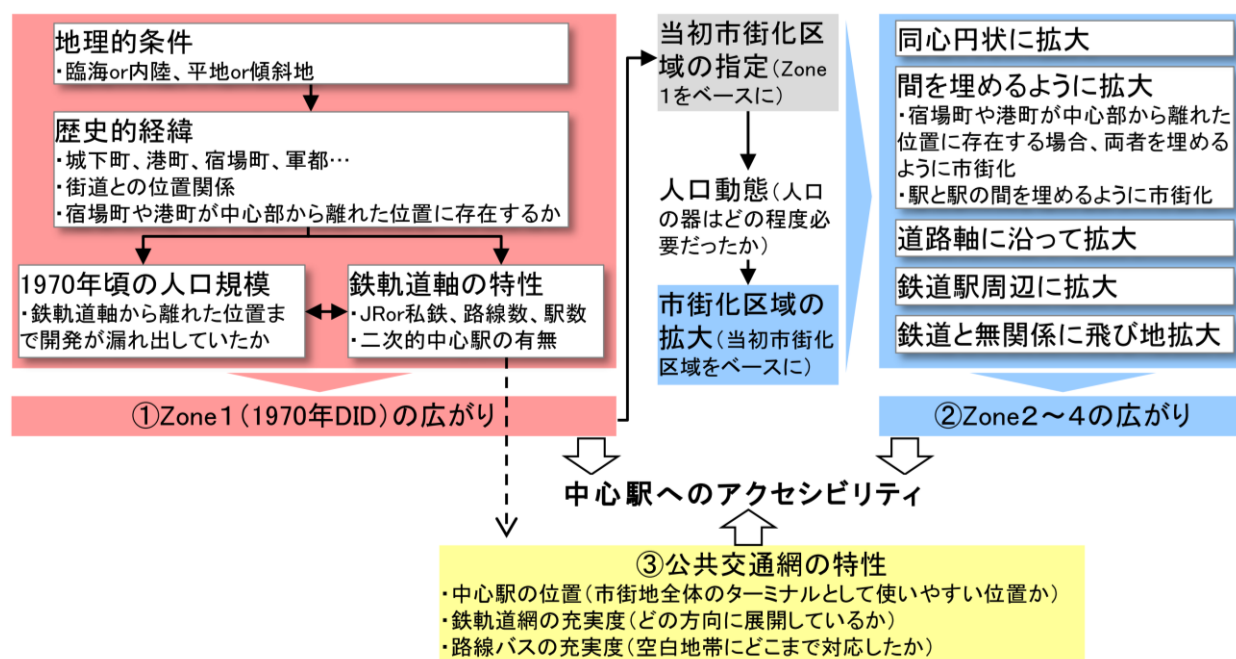 地理的条件
・臨海or内陸、平地or傾斜地
歴史的経緯
・城下町、港町、宿場町、軍都…
・街道との位置関係
・宿場町や港町が中心部から離れた位置に存在するか
1970年頃の人口規模
・鉄軌道軸から離れた位置ま
で開発が漏れ出していたか
鉄軌道軸の特性
・JRor私鉄、路線数、駅数
・二次的中心駅の有無
①Zone1(1970年DID)の広がり
当初市街化区
域の指定(Zone
1をベースに)
人口動態(人口
の器はどの程度必
要だったか)
市街化区域の
拡大(当初市街化
区域をベースに)
同心円状に拡大
間を埋めるように拡大
・宿場町や港町が中心部から離れた
位置に存在する場合、両者を埋める
ように市街化
・駅と駅の間を埋めるように市街化
道路軸に沿って拡大
鉄道駅周辺に拡大
鉄道と無関係に飛び地拡大
②Zone2~4の広がり
中心駅へのアクセシビリティ
③公共交通網の特性
・中心駅の位置(市街地全体のターミナルとして使いやすい位置か)
・鉄軌道網の充実度(どの方向に展開しているか)
・路線バスの充実度(空白地帯にどこまで対応したか)